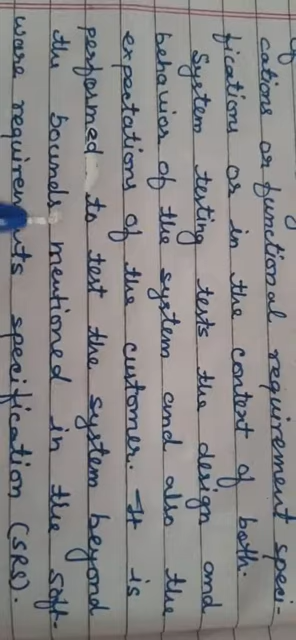 cations or functional requirement speci-
fications or in the context of both.
System testing tests the design and
behavior of the system and also the
expectations of the customer. It is
performed to test the system beyond
the bounds mentioned in the soft-
ware requirements specification (SRS).